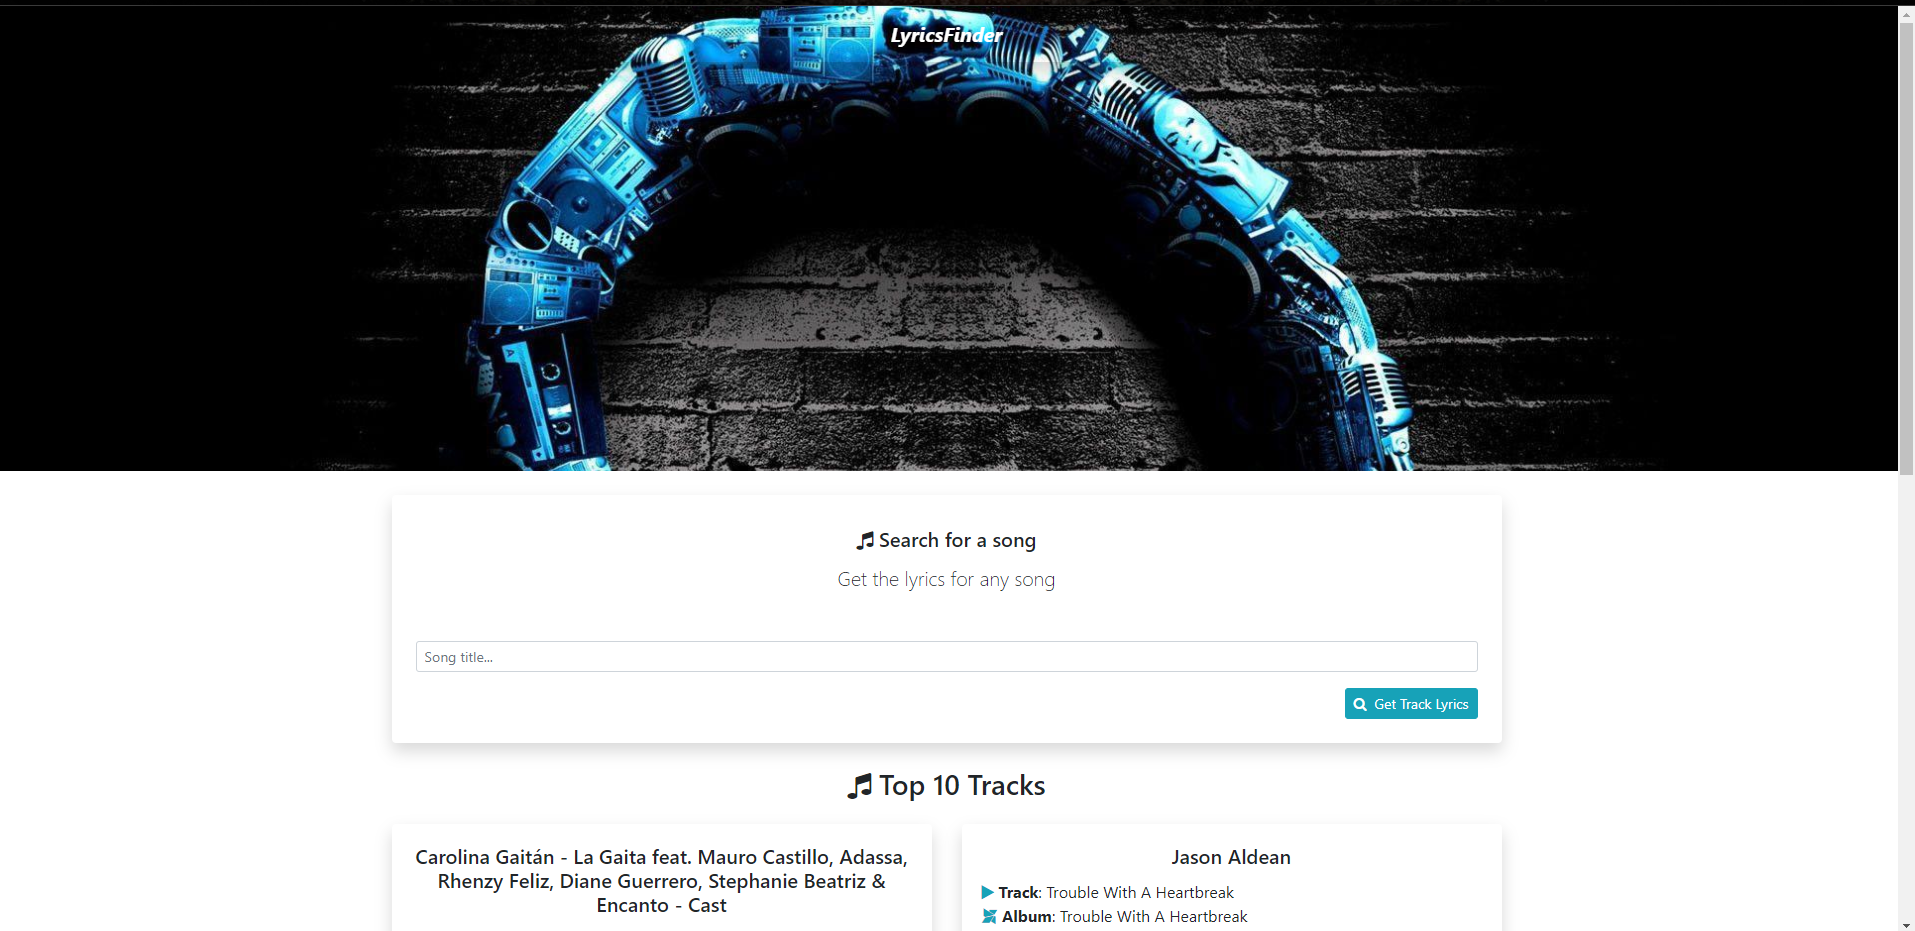 LyricsFinder
Search for a song
Get the lyrics for any song
Song title...
Get Track Lyrics
Top 10 Tracks
Carolina Gaitán - La Gaita feat. Mauro Castillo, Adassa,
Rhenzy Feliz, Diane Guerrero, Stephanie Beatriz &
Encanto - Cast
Jason Aldean
Track: Trouble With A Heartbreak
Album: Trouble With A Heartbreak